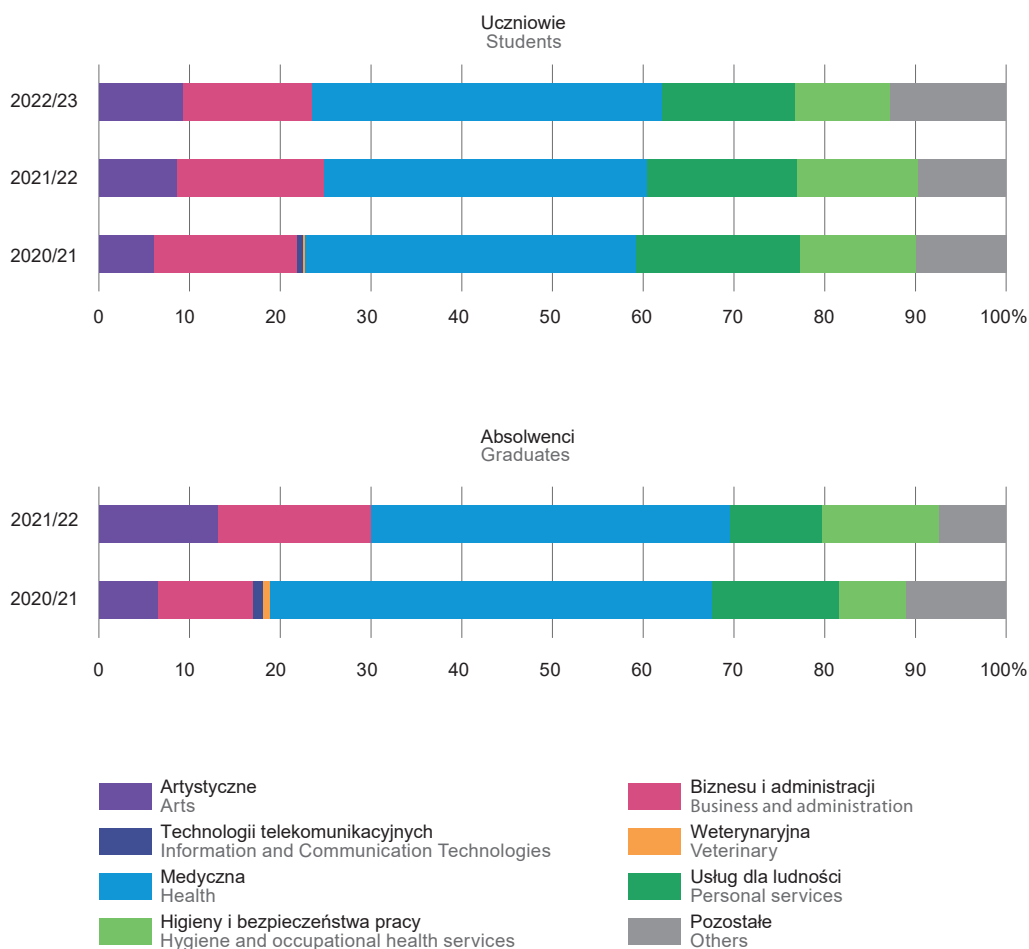 Uczniowie
Students
2022/23
2021/22
2020/21
0 10 20 30 40 50 60 70 80 90 100%
Absolwenci
Graduates
2021/22
2020/21
0 10 20 30 40 50 60 70 80 90 100%
Artystyczne
Arts
Biznesu i administracji
Business and administration
Technologii telekomunikacyjnych
Information and Communication Technologies
Weterynaryjna
Veterinary
Medyczna
Health
Usług dla ludności
Personal services
Higieny i bezpieczeństwa pracy
Hygiene and occupational health services
Pozostałe
Others